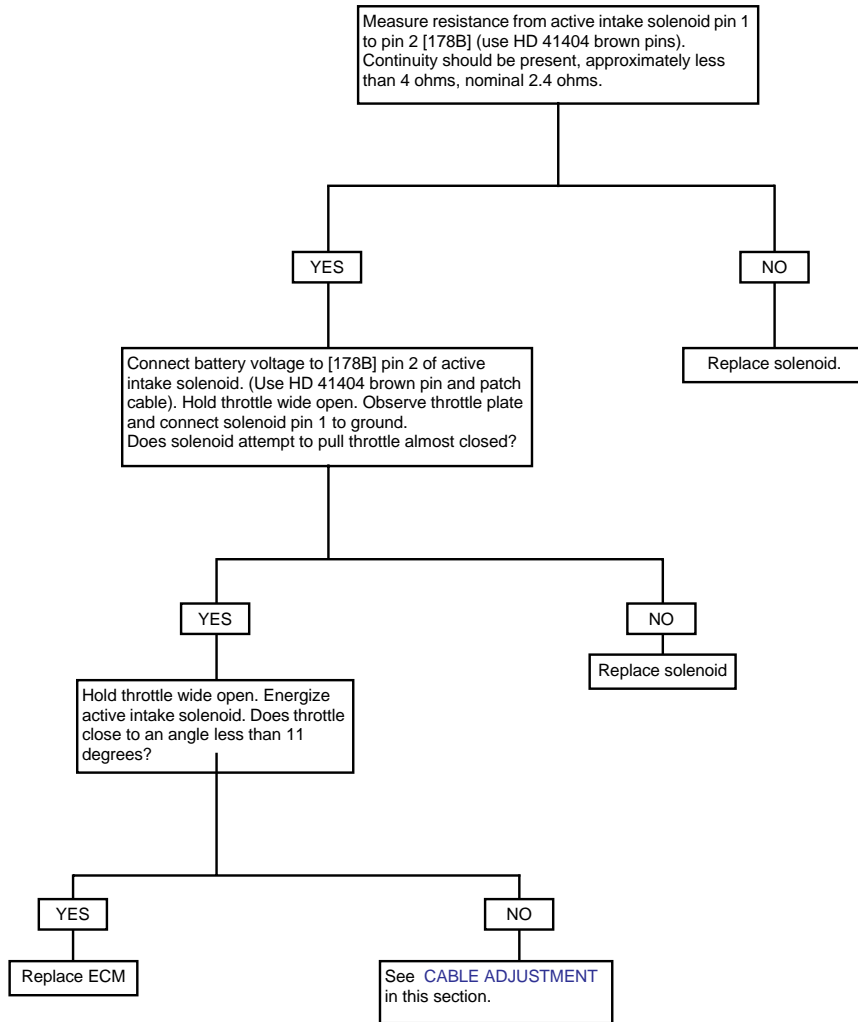 Measure resistance from active intake solenoid pin 1
to pin 2 [178B] (use HD 41404 brown pins).
Continuity should be present, approximately less
than 4 ohms, nominal 2.4 ohms.
YES
NO
Connect battery voltage to [178B] pin 2 of active
intake solenoid. (Use HD 41404 brown pin and patch
cable). Hold throttle wide open. Observe throttle plate
and connect solenoid pin 1 to ground.
Does solenoid attempt to pull throttle almost closed?
Replace solenoid.
YES
NO
Replace solenoid
Hold throttle wide open. Energize
active intake solenoid. Does throttle
close to an angle less than 11
degrees?
YES
NO
Replace ECM
See CABLE ADJUSTMENT
in this section.